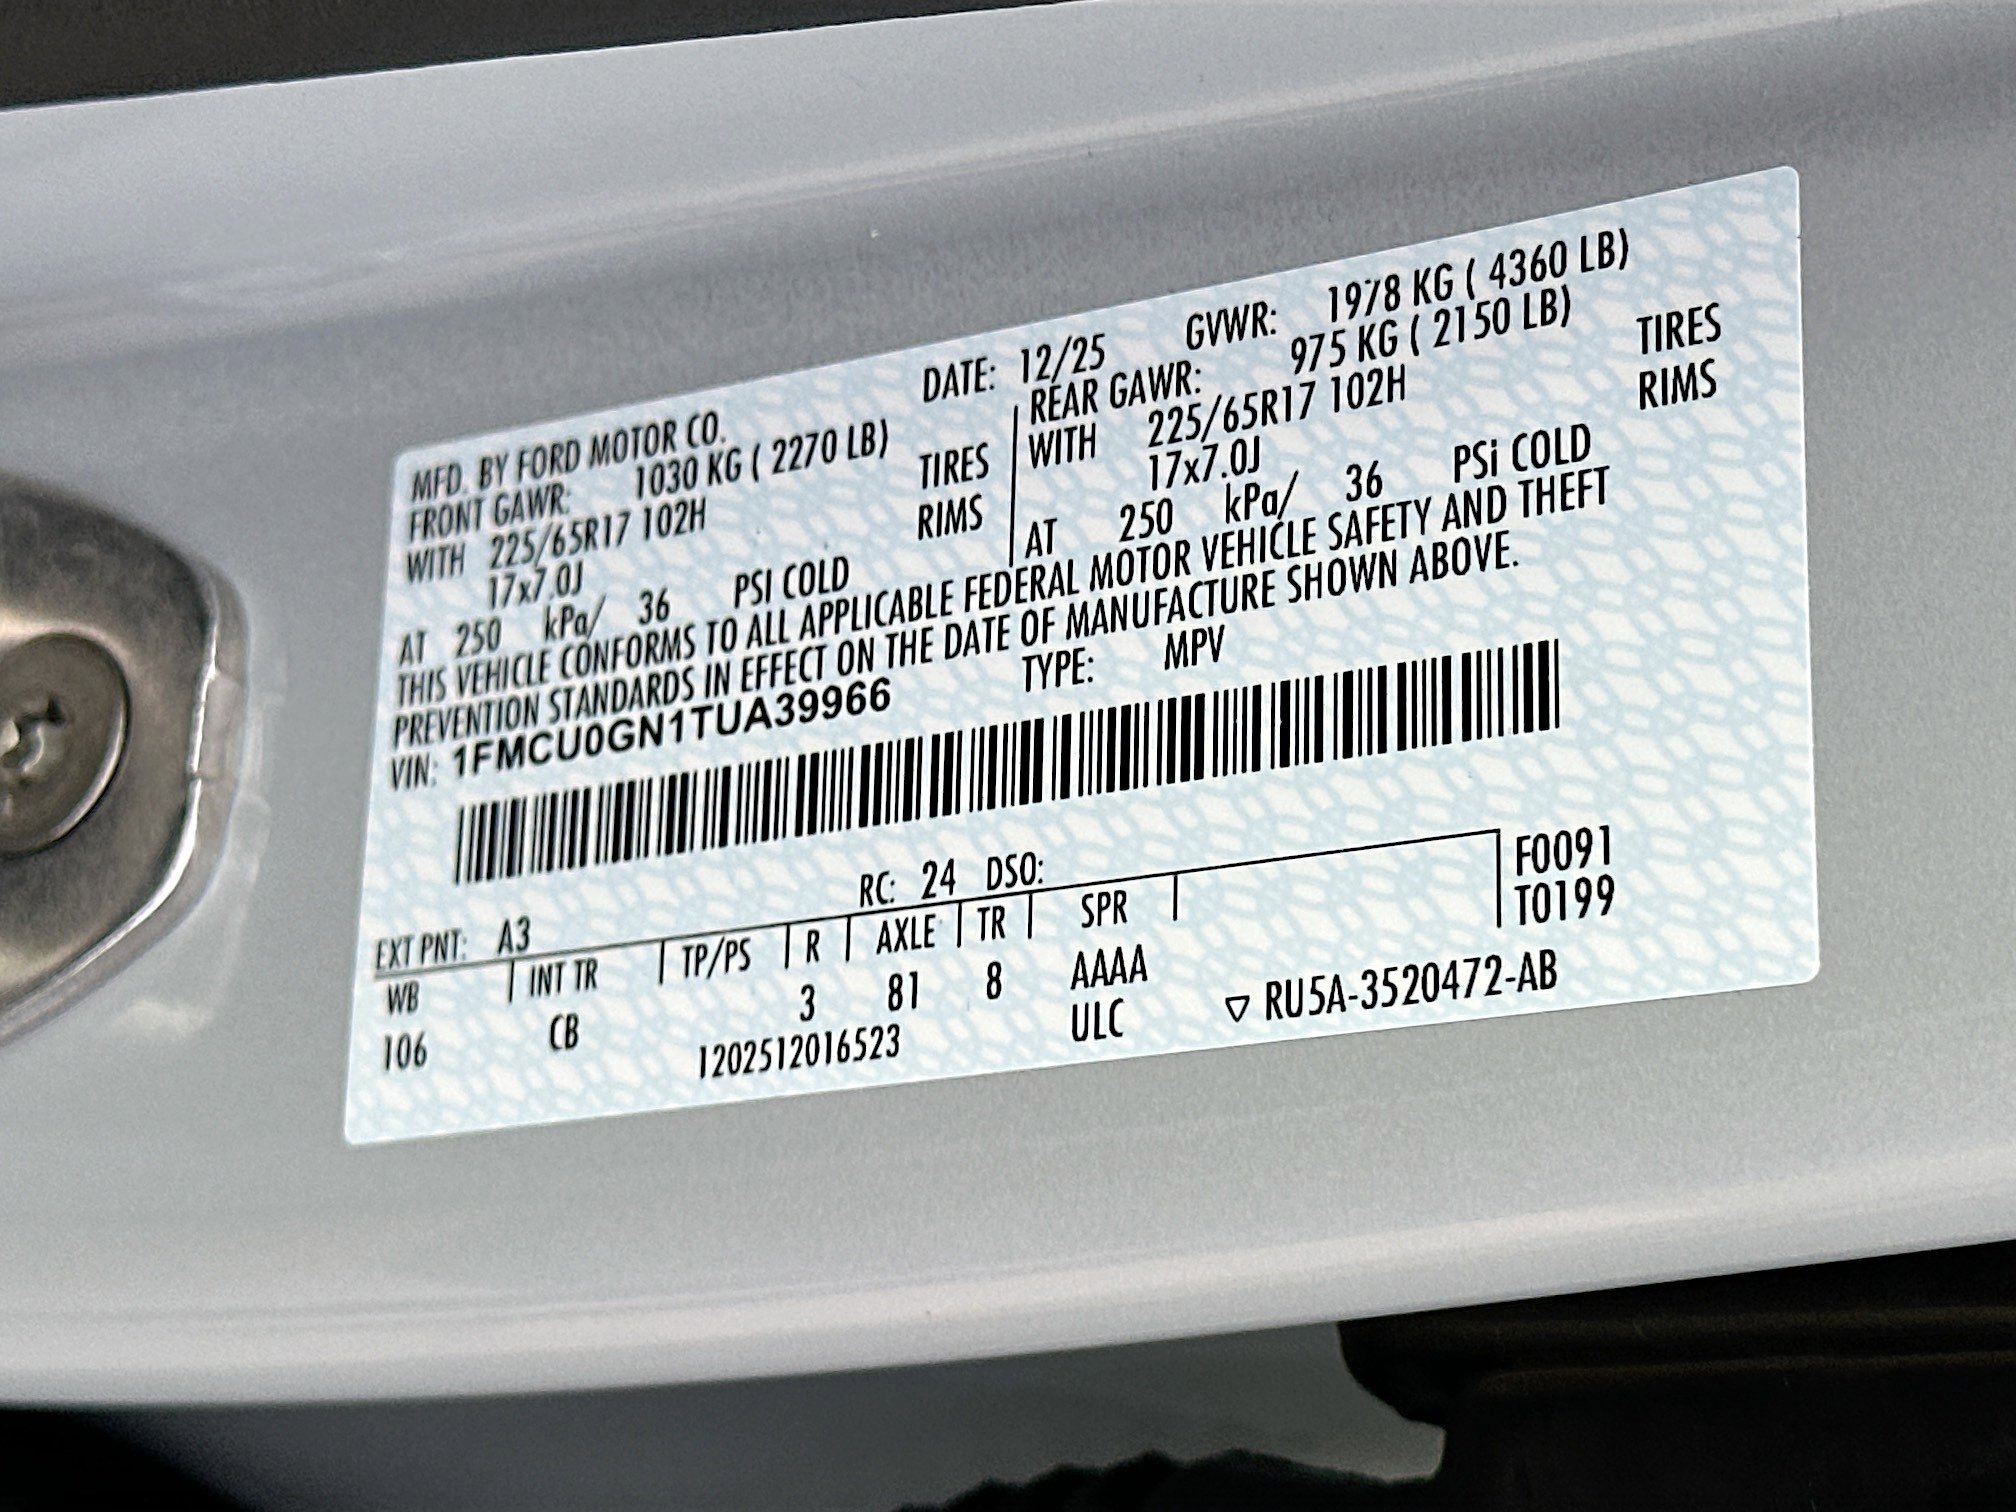 MFD. BY FORD MOTOR CO. DATE: 12/25 GVWR: 1978 KG ( 4360 LB)
FRONT GAWR: 1030 KG ( 2270 LB) REAR GAWR: 975 KG ( 2150 LB)
WITH 225/65R17 102H TIRES WITH 225/65R17 102H TIRES
17x7.0J RIMS 17x7.0J RIMS
AT 250 kPa/ 36 PSI COLD AT 250 kPa/ 36 PSi COLD
THIS VEHICLE CONFORMS TO ALL APPLICABLE FEDERAL MOTOR VEHICLE SAFETY AND THEFT
PREVENTION STANDARDS IN EFFECT ON THE DATE OF MANUFACTURE SHOWN ABOVE.
VIN: 1FMCU0GN1TUA39966 TYPE: MPV
EXT PNT: A3 RC: 24 DSO: F0091
WB INT TR TP/PS R AXLE TR SPR T0199
106 CB 3 81 8 AAAA
1202512016523 ULC ▽ RU5A-3520472-AB